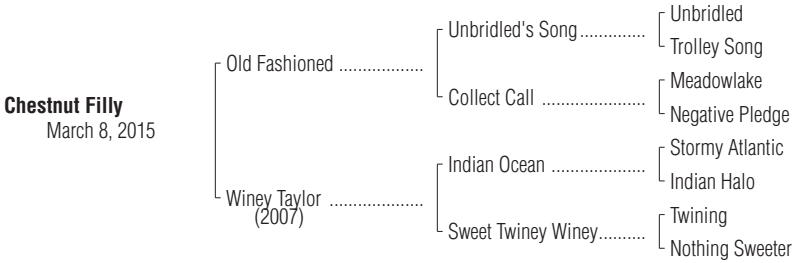 Unbridled
Unbridled's Song..............
Trolley Song
Old Fashioned ..................
Meadowlake
Collect Call ......................
Negative Pledge
Chestnut Filly
March 8, 2015
Stormy Atlantic
Indian Ocean ....................
Indian Halo
Winey Taylor ....................
(2007)
Twining
Sweet Twiney Winey..........
Nothing Sweeter